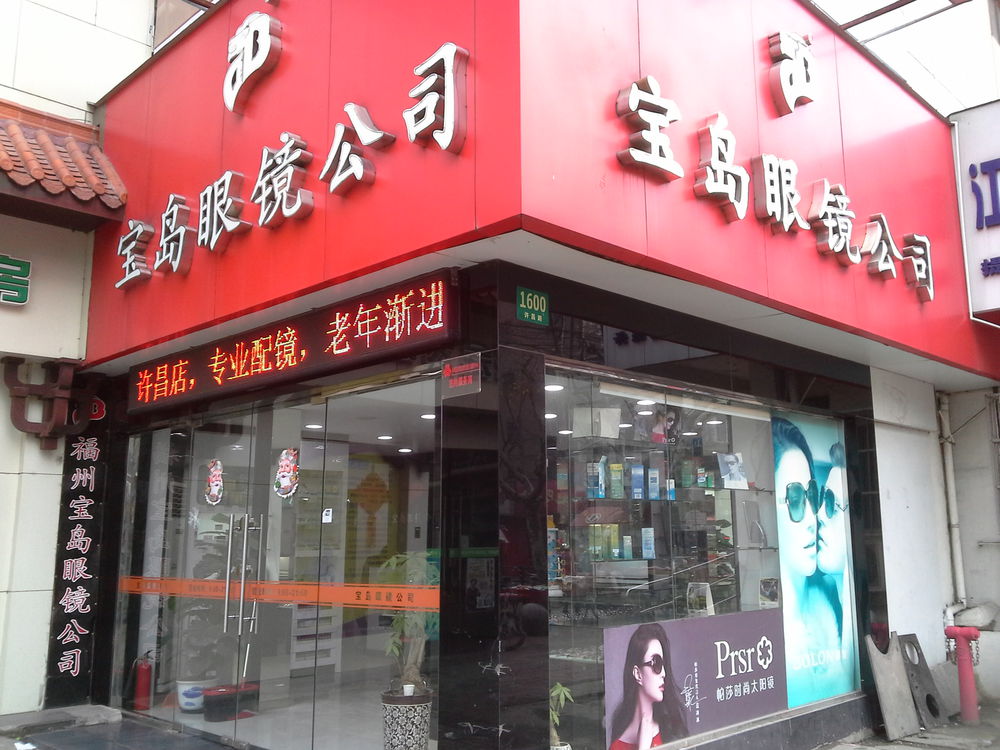 宝岛眼镜公司
宝岛眼镜公司
许昌店，专业配镜，老年渐进
1600
许昌路
福州宝岛眼镜公司
宝岛眼镜公司
Prsr
帕莎时尚太阳镜
江
房